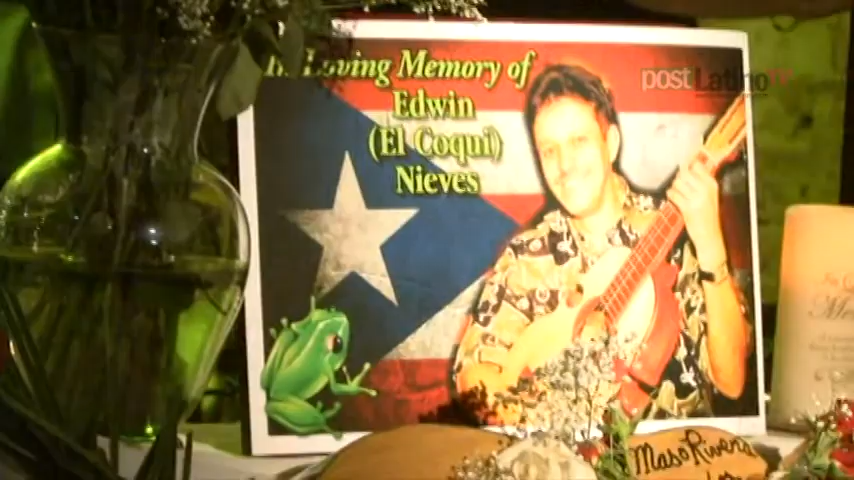 In Loving Memory of
Edwin
(El Coqui)
Nieves
postLatinoTV
Maso Rivera